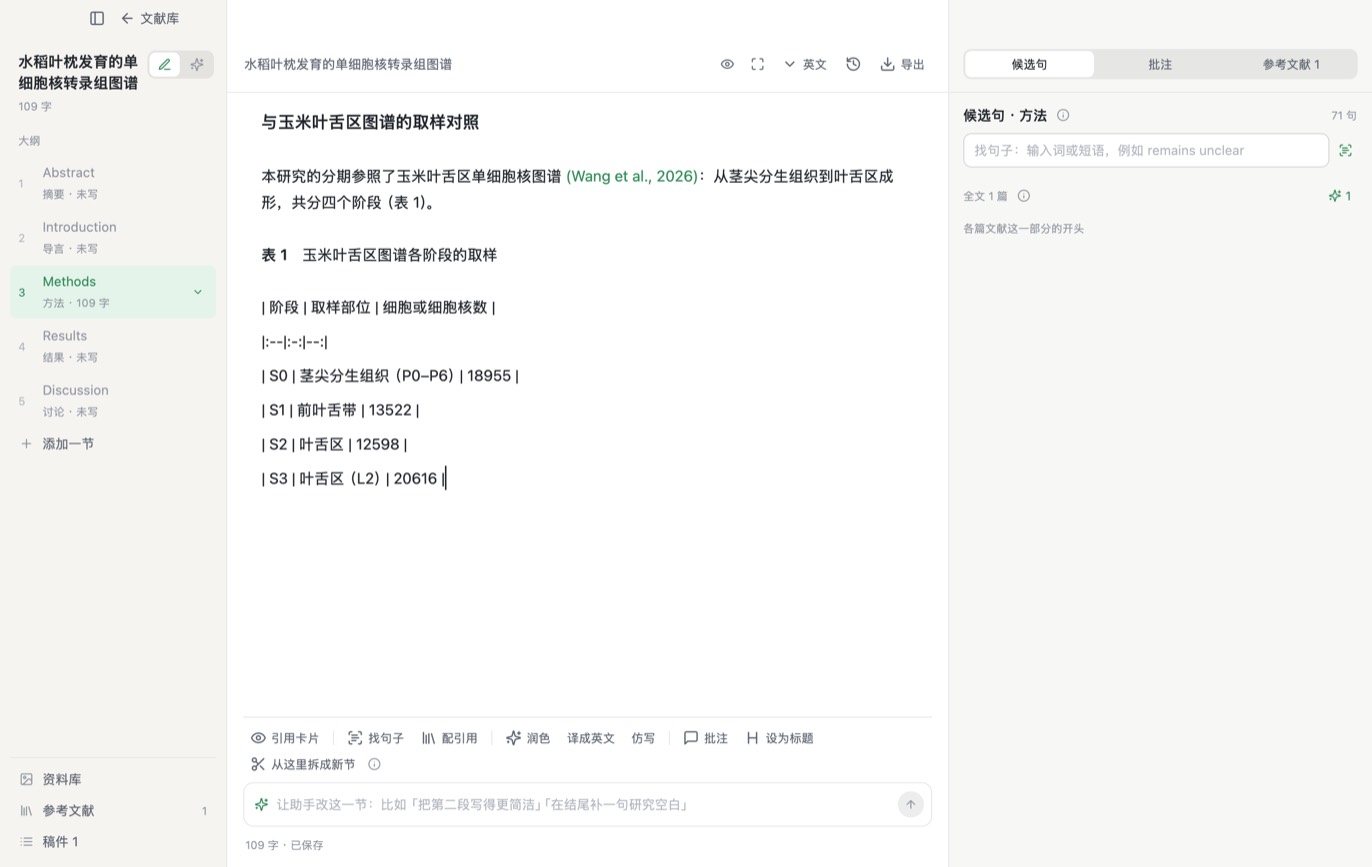 文献库
水稻叶枕发育的单
细胞核转录组图谱
109 字
大纲
1
Abstract
摘要 · 未写
2
Introduction
导言 · 未写
3
Methods
方法 · 109 字
4
Results
结果 · 未写
5
Discussion
讨论 · 未写
添加一节
资料库
参考文献 1
稿件 1
水稻叶枕发育的单细胞核转录组图谱
英文
导出
与玉米叶舌区图谱的取样对照
本研究的分期参照了玉米叶舌区单细胞核图谱 (Wang et al., 2026)：从茎尖分生组织到叶舌区成
形，共分四个阶段（表 1）。
表 1 玉米叶舌区图谱各阶段的取样
| 阶段 | 取样部位 | 细胞或细胞核数 |
|:--|:-:|--:|
| S0 | 茎尖分生组织（P0–P6）| 18955 |
| S1 | 前叶舌带 | 13522 |
| S2 | 叶舌区 | 12598 |
| S3 | 叶舌区（L2）| 20616 |
引用卡片
找句子
配引用
润色
译成英文
仿写
批注
设为标题
从这里拆成新节
让助手改这一节：比如「把第二段写得更简洁」「在结尾补一句研究空白」
109 字 · 已保存
候选句
批注
参考文献 1
候选句 · 方法
71 句
找句子：输入词或短语，例如 remains unclear
全文 1 篇
1
各篇文献这一部分的开头